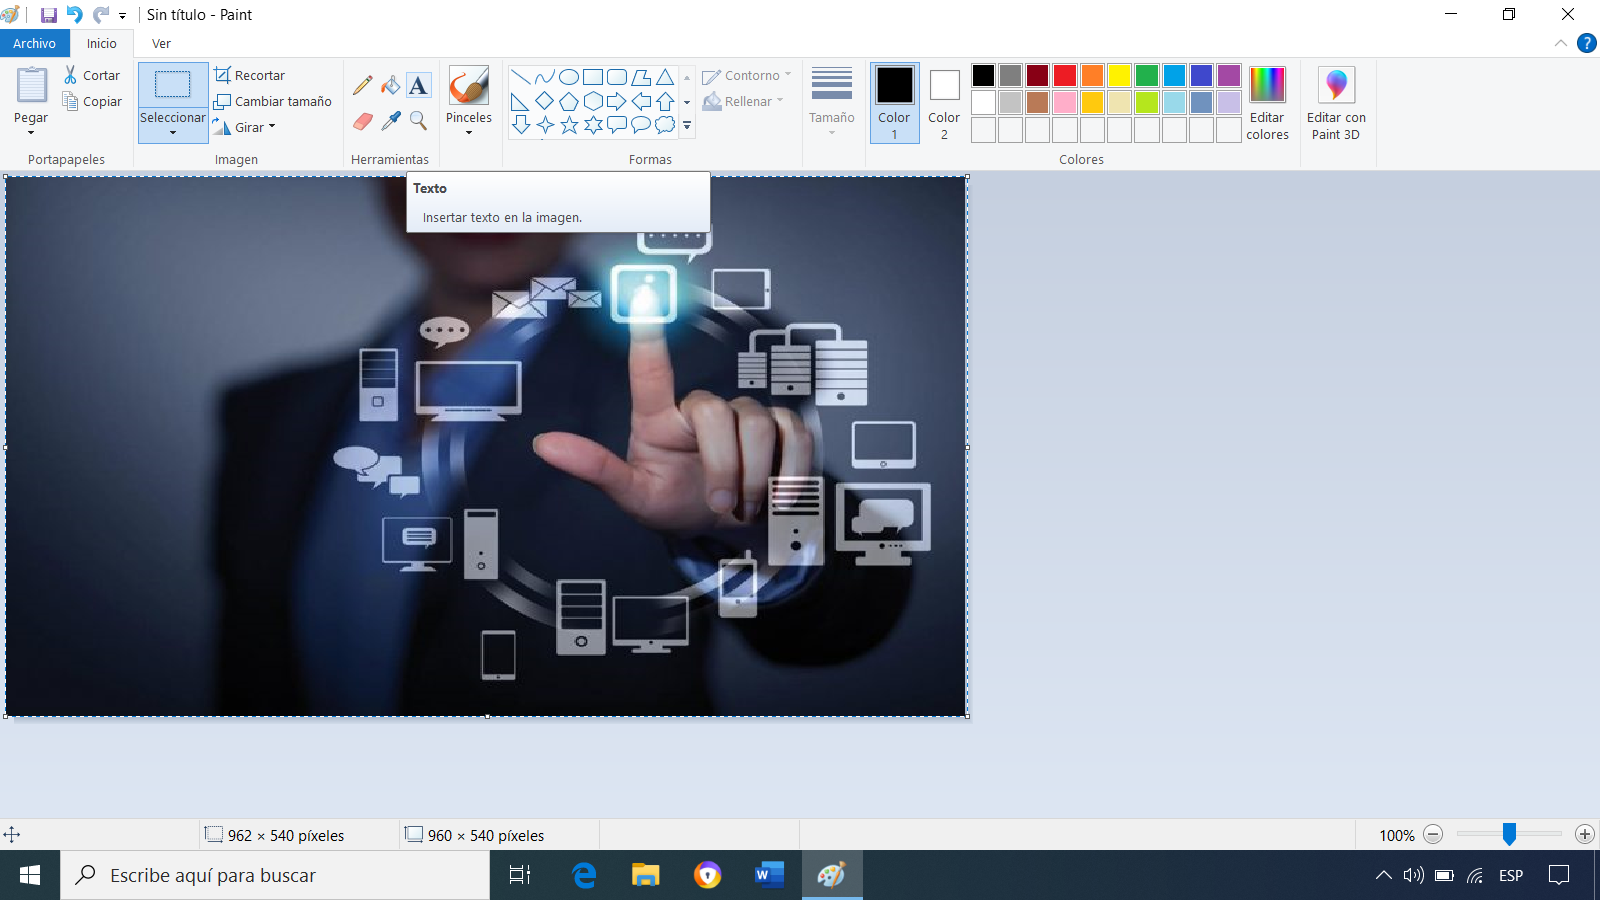 Sin título - Paint
Archivo Inicio Ver
Pegar
Cortar
Copiar
Portapapeles
Seleccionar
Recortar
Cambiar tamaño
Girar
Imagen
A
Herramientas
Pinceles
Contorno
Rellenar
Formas
Tamaño
Color
1
Color
2
Editar
colores
Colores
Editar con
Paint 3D
?
Texto
Insertar texto en la imagen.
962 × 540 píxeles
960 × 540 píxeles
100%
Escribe aquí para buscar
W
ESP